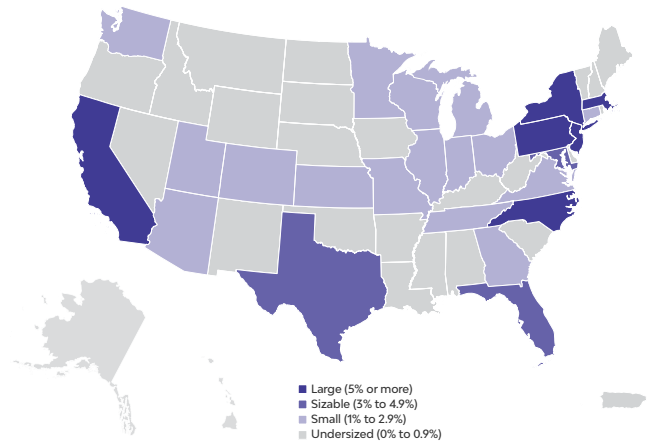 Large (5% or more)
Sizable (3% to 4.9%)
Small (1% to 2.9%)
Undersized (0% to 0.9%)